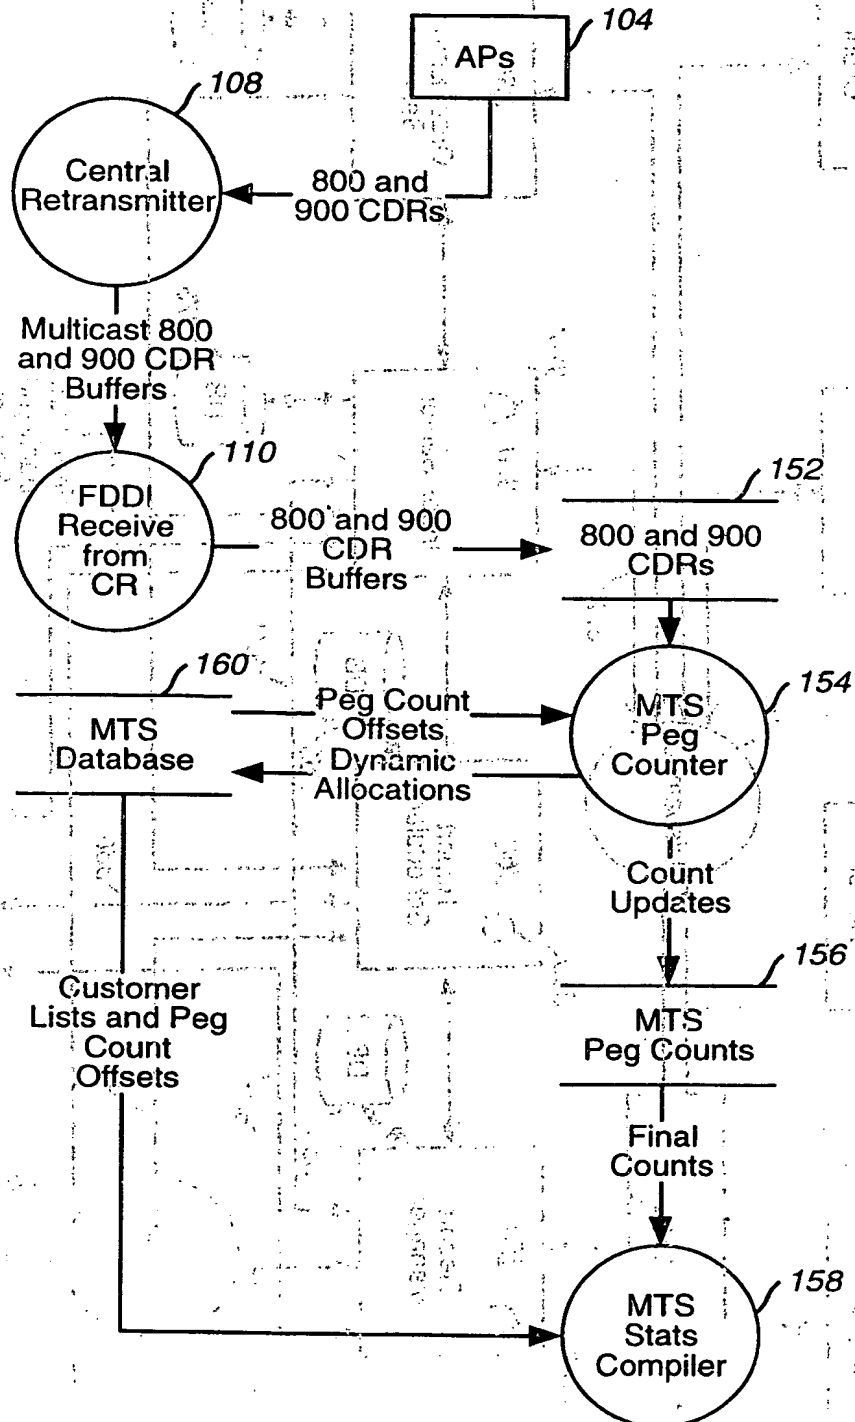 104
APs
108
Central
Retransmitter
800 and
900 CDRs
Multicast 800
and 900 CDR
Buffers
110
FDDI
Receive
from
CR
800 and 900
CDR
Buffers
152
800 and 900
CDRs
160
MTS
Database
Peg Count
Offsets
Dynamic
Allocations
154
MTS
Peg
Counter
Count
Updates
156
MTS
Peg Counts
Customer
Lists and Peg
Count
Offsets
Final
Counts
158
MTS
Stats
Compiler